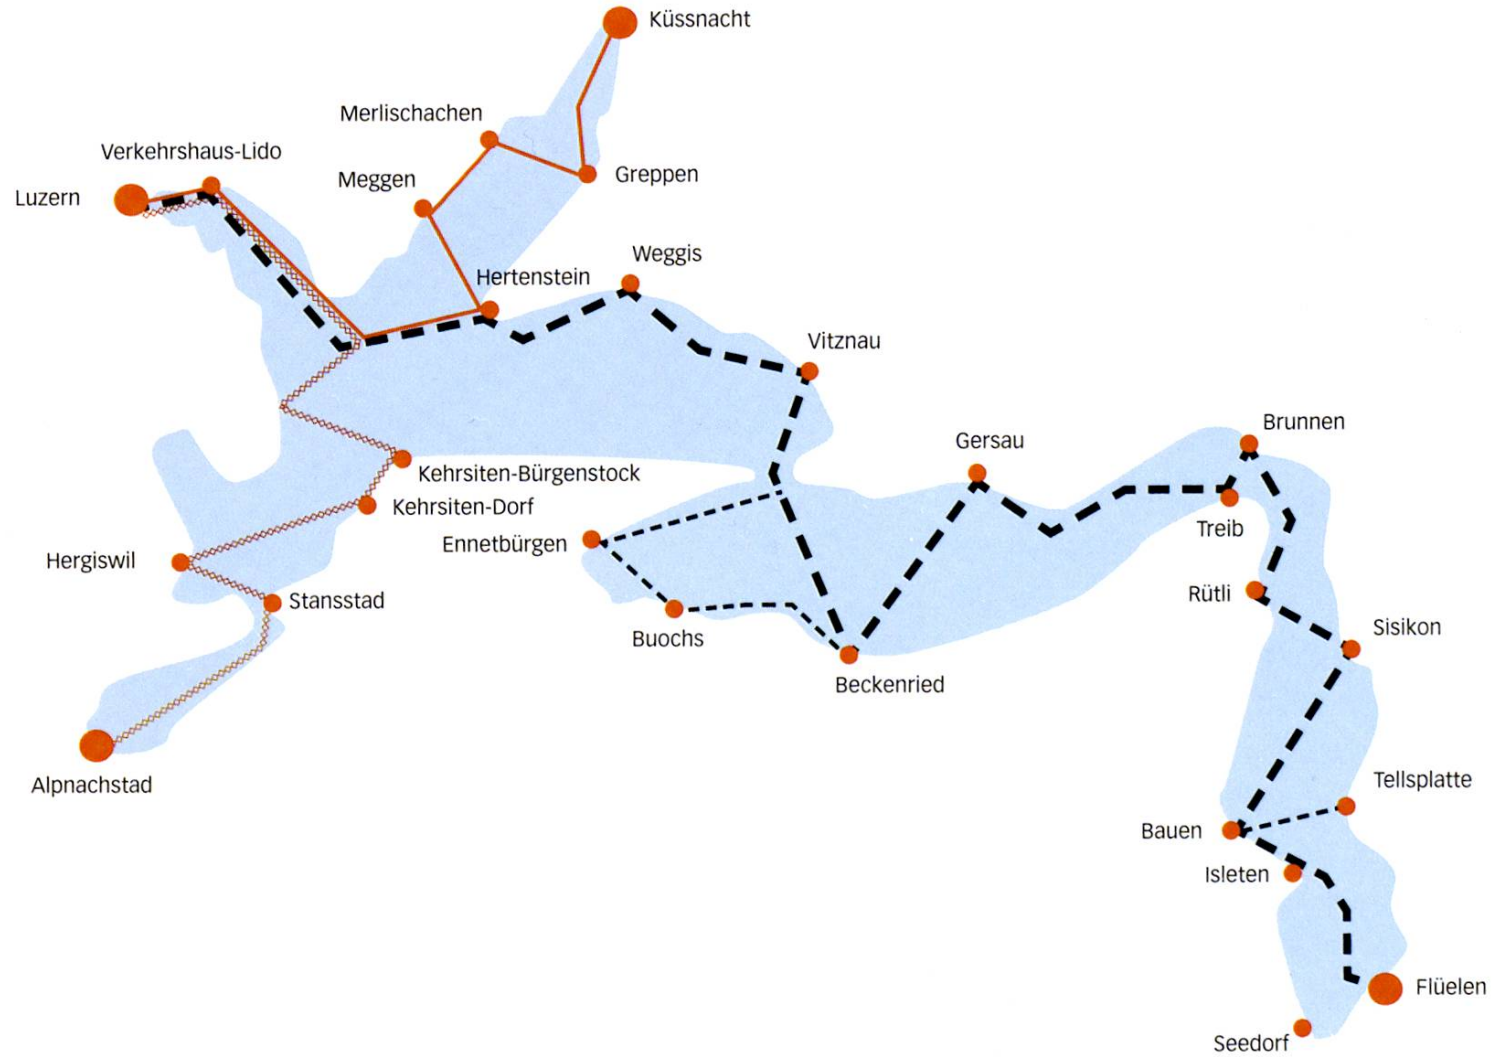 Küssnacht
Merlischachen
Verkehrshaus-Lido
Meggen
Greppen
Luzern
Weggis
Hertenstein
Vitznau
Brunnen
Gersau
Kehrsiten-Bürgenstock
Kehrsiten-Dorf
Treib
Ennetbürgen
Hergiswil
Rütli
Stansstad
Sisikon
Buochs
Beckenried
Tellsplatte
Alpnachstad
Bauen
Isleten
Flüelen
Seedorf